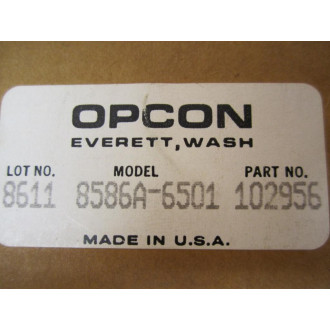 OPCON
EVERETT, WASH
LOT NO. MODEL PART NO.
8611 8586A-6501 102956
MADE IN U.S.A.